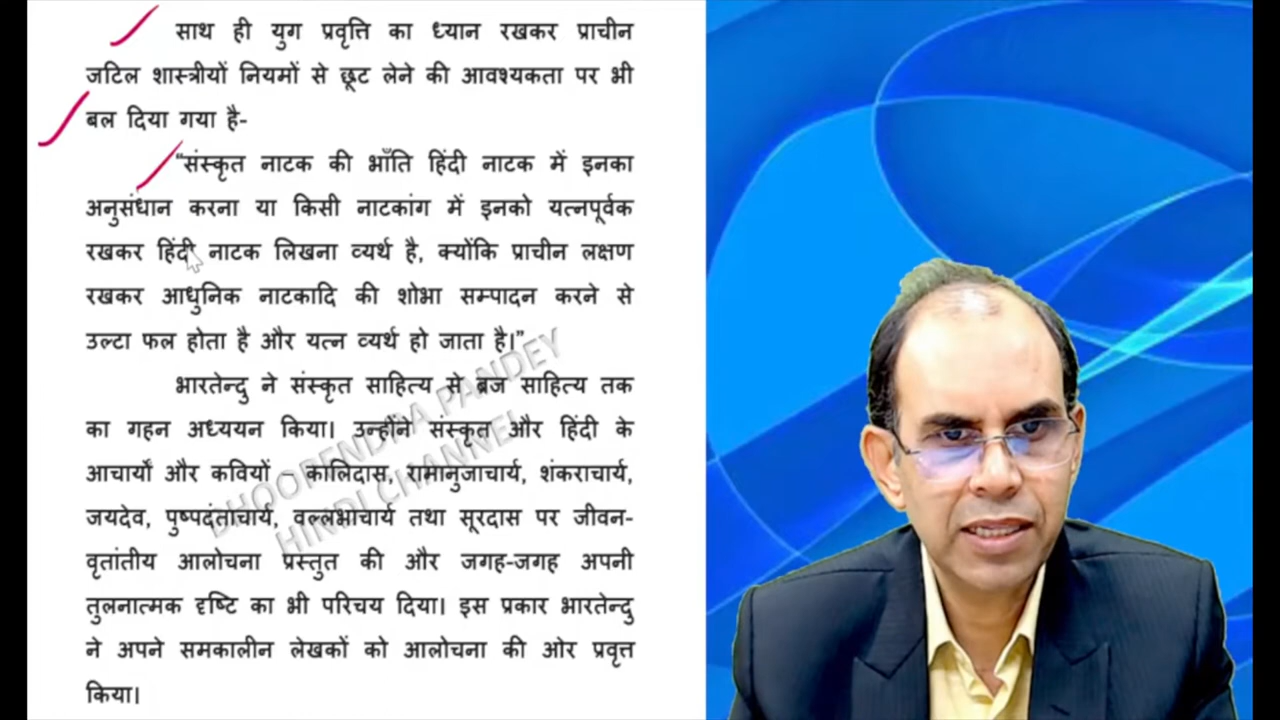 साथ ही युग प्रवृत्ति का ध्यान रखकर प्राचीन
जटिल शास्त्रीयों नियमों से छूट लेने की आवश्यकता पर भी
बल दिया गया है-
"संस्कृत नाटक की भाँति हिंदी नाटक में इनका
अनुसंधान करना या किसी नाटकांग में इनको यत्नपूर्वक
रखकर हिंदी नाटक लिखना व्यर्थ है, क्योंकि प्राचीन लक्षण
रखकर आधुनिक नाटकादि की शोभा सम्पादन करने से
उल्टा फल होता है और यत्न व्यर्थ हो जाता है।”
भारतेन्दु ने संस्कृत साहित्य से ब्रज साहित्य तक
का गहन अध्ययन किया। उन्होंने संस्कृत और हिंदी के
आचार्यों और कवियों - कालिदास, रामानुजाचार्य, शंकराचार्य,
जयदेव, पुष्पदंताचार्य, वल्लभाचार्य तथा सूरदास पर जीवन-
वृतांतीय आलोचना प्रस्तुत की और जगह-जगह अपनी
तुलनात्मक दृष्टि का भी परिचय दिया। इस प्रकार भारतेन्दु
ने अपने समकालीन लेखकों को आलोचना की ओर प्रवृत्त
किया।
DHOOPENDRA PANDEY
HINDI CHANNEL